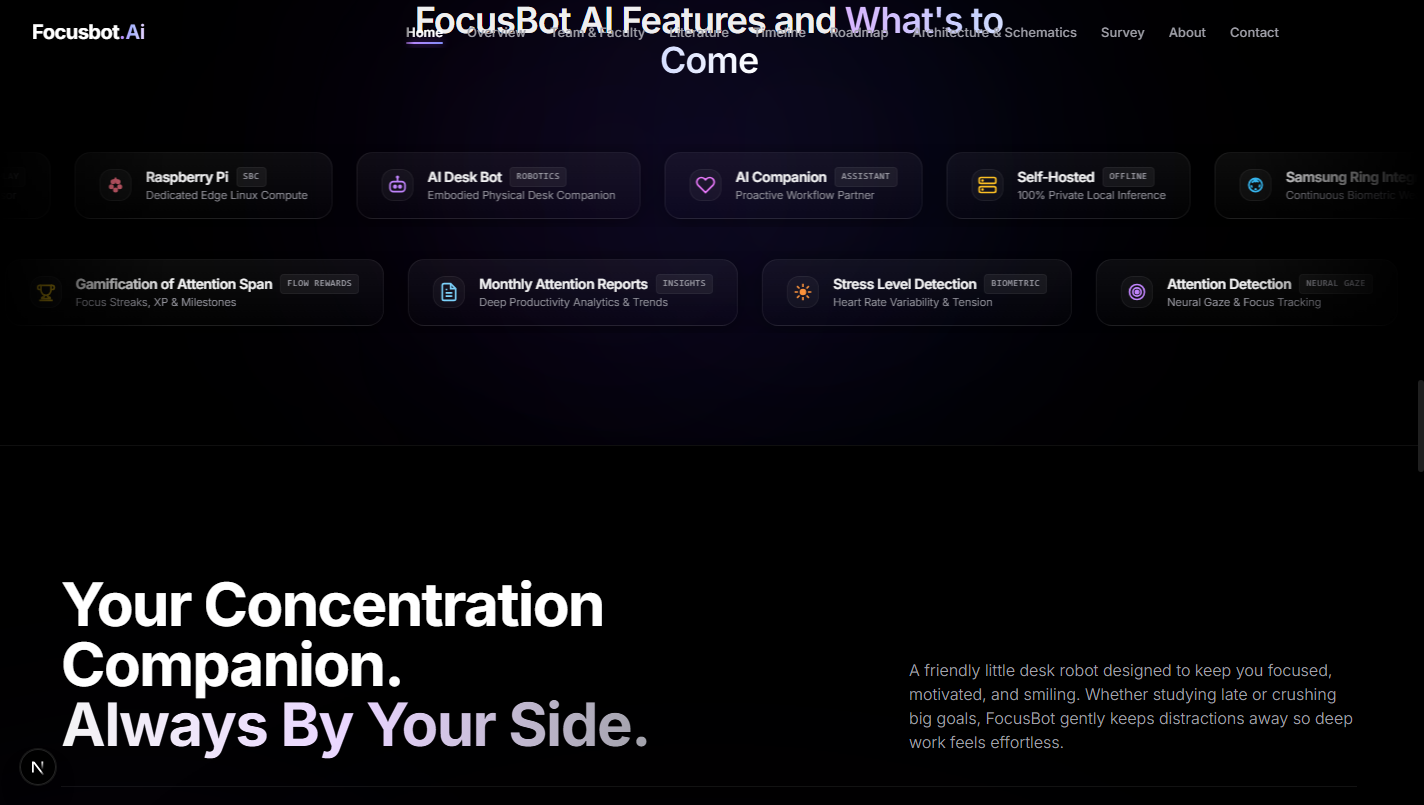 FocusBot AI Features and What's to
Come
Focusbot.Ai
Home Overview Team & Faculty Literature Timeline Roadmap Architecture & Schematics Survey About Contact
Raspberry Pi SBC
Dedicated Edge Linux Compute
AI Desk Bot ROBOTICS
Embodied Physical Desk Companion
AI Companion ASSISTANT
Proactive Workflow Partner
Self-Hosted OFFLINE
100% Private Local Inference
Samsung Ring
Continuous Biometric
Gamification of Attention Span FLOW REWARDS
Focus Streaks, XP & Milestones
Monthly Attention Reports INSIGHTS
Deep Productivity Analytics & Trends
Stress Level Detection BIOMETRIC
Heart Rate Variability & Tension
Attention Detection NEURAL GAZE
Neural Gaze & Focus Tracking
Your Concentration
Companion.
Always By Your Side.
A friendly little desk robot designed to keep you focused,
motivated, and smiling. Whether studying late or crushing
big goals, FocusBot gently keeps distractions away so deep
work feels effortless.
N